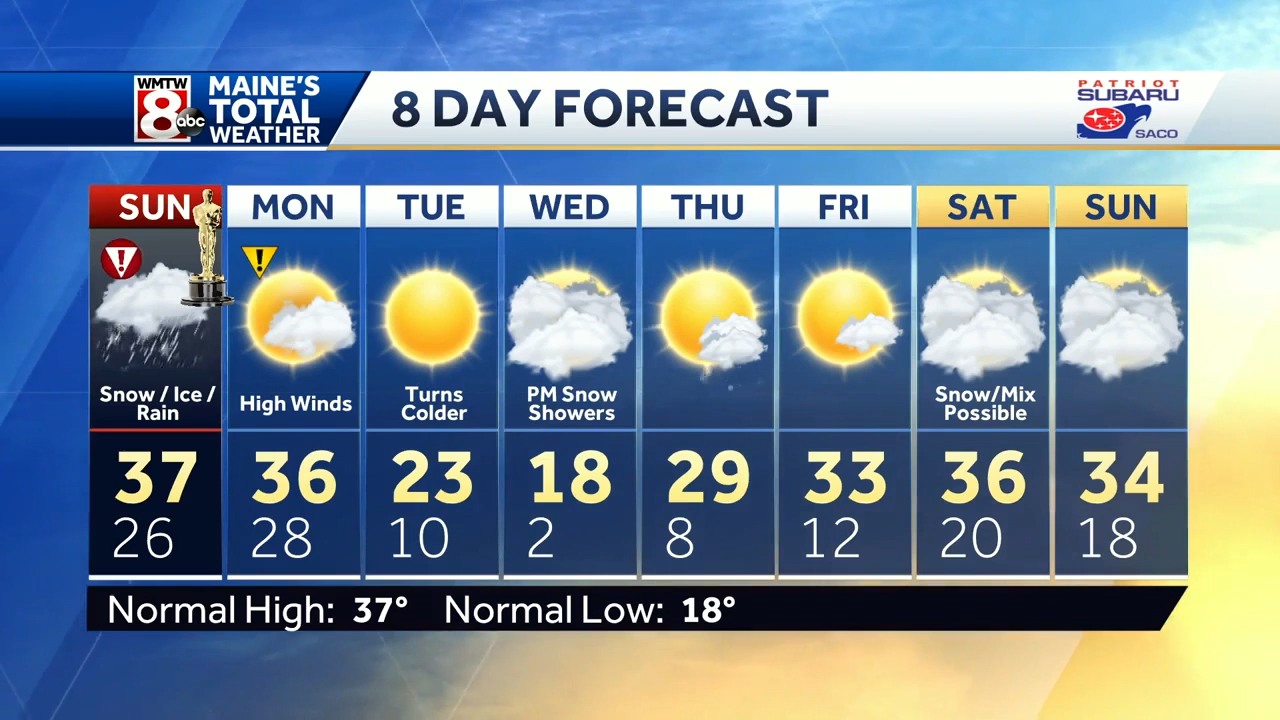 WMTW
8
abc
MAINE'S
TOTAL
WEATHER
8 DAY FORECAST
PATRIOT
SUBARU
SACO
SUN MON TUE WED THU FRI SAT SUN
! !
Snow / Ice /
Rain
High Winds
Turns
Colder
PM Snow
Showers
Snow/Mix
Possible
37 36 23 18 29 33 36 34
26 28 10 2 8 12 20 18
Normal High: 37° Normal Low: 18°